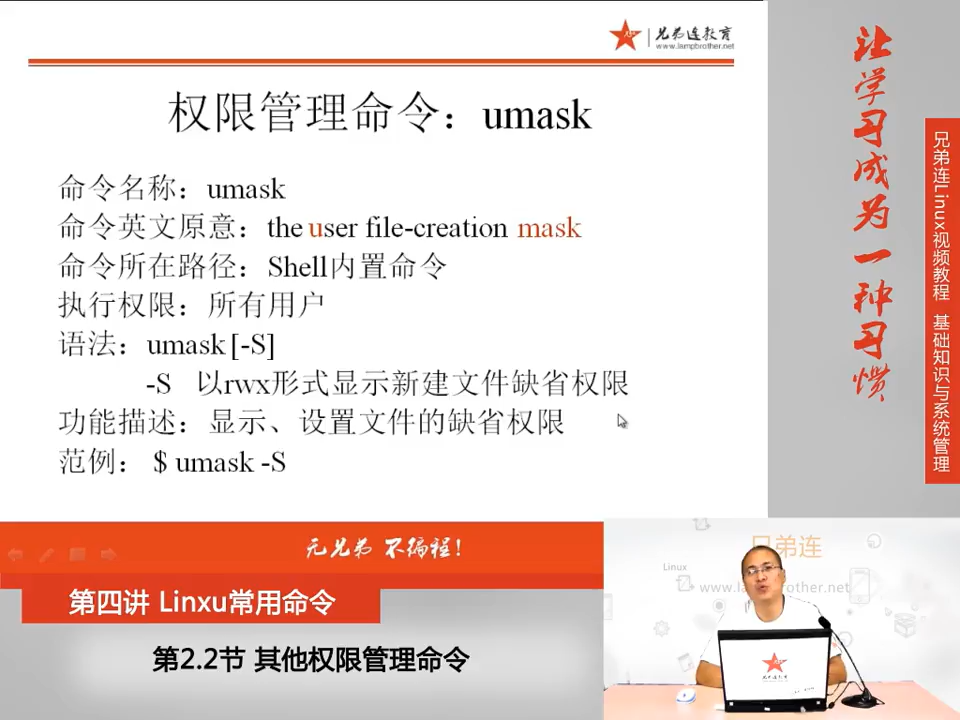 兄弟连教育
www.lampbrother.net
权限管理命令：umask
命令名称：umask
命令英文原意：the user file-creation mask
命令所在路径：Shell内置命令
执行权限：所有用户
语法：umask [-S]
-S 以rwx形式显示新建文件缺省权限
功能描述：显示、设置文件的缺省权限
范例： $ umask -S
无兄弟 不编程！
第四讲 Linxu常用命令
第2.2节 其他权限管理命令
让学习成为一种习惯
兄弟连Linux视频教程 基础知识与系统管理
兄弟连
Linux
www.lampbrother.net
兄弟连